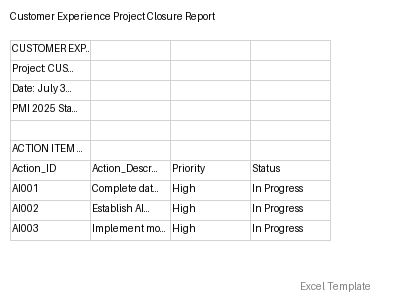 Customer Experience Project Closure Report
CUSTOMER EXP...
Project: CUS...
Date: July 3...
PMI 2025 Sta...
ACTION ITEM ...
Action_ID Action_Descr... Priority Status
AI001 Complete dat... High In Progress
AI002 Establish AI... High In Progress
AI003 Implement mo... High In Progress
Excel Template